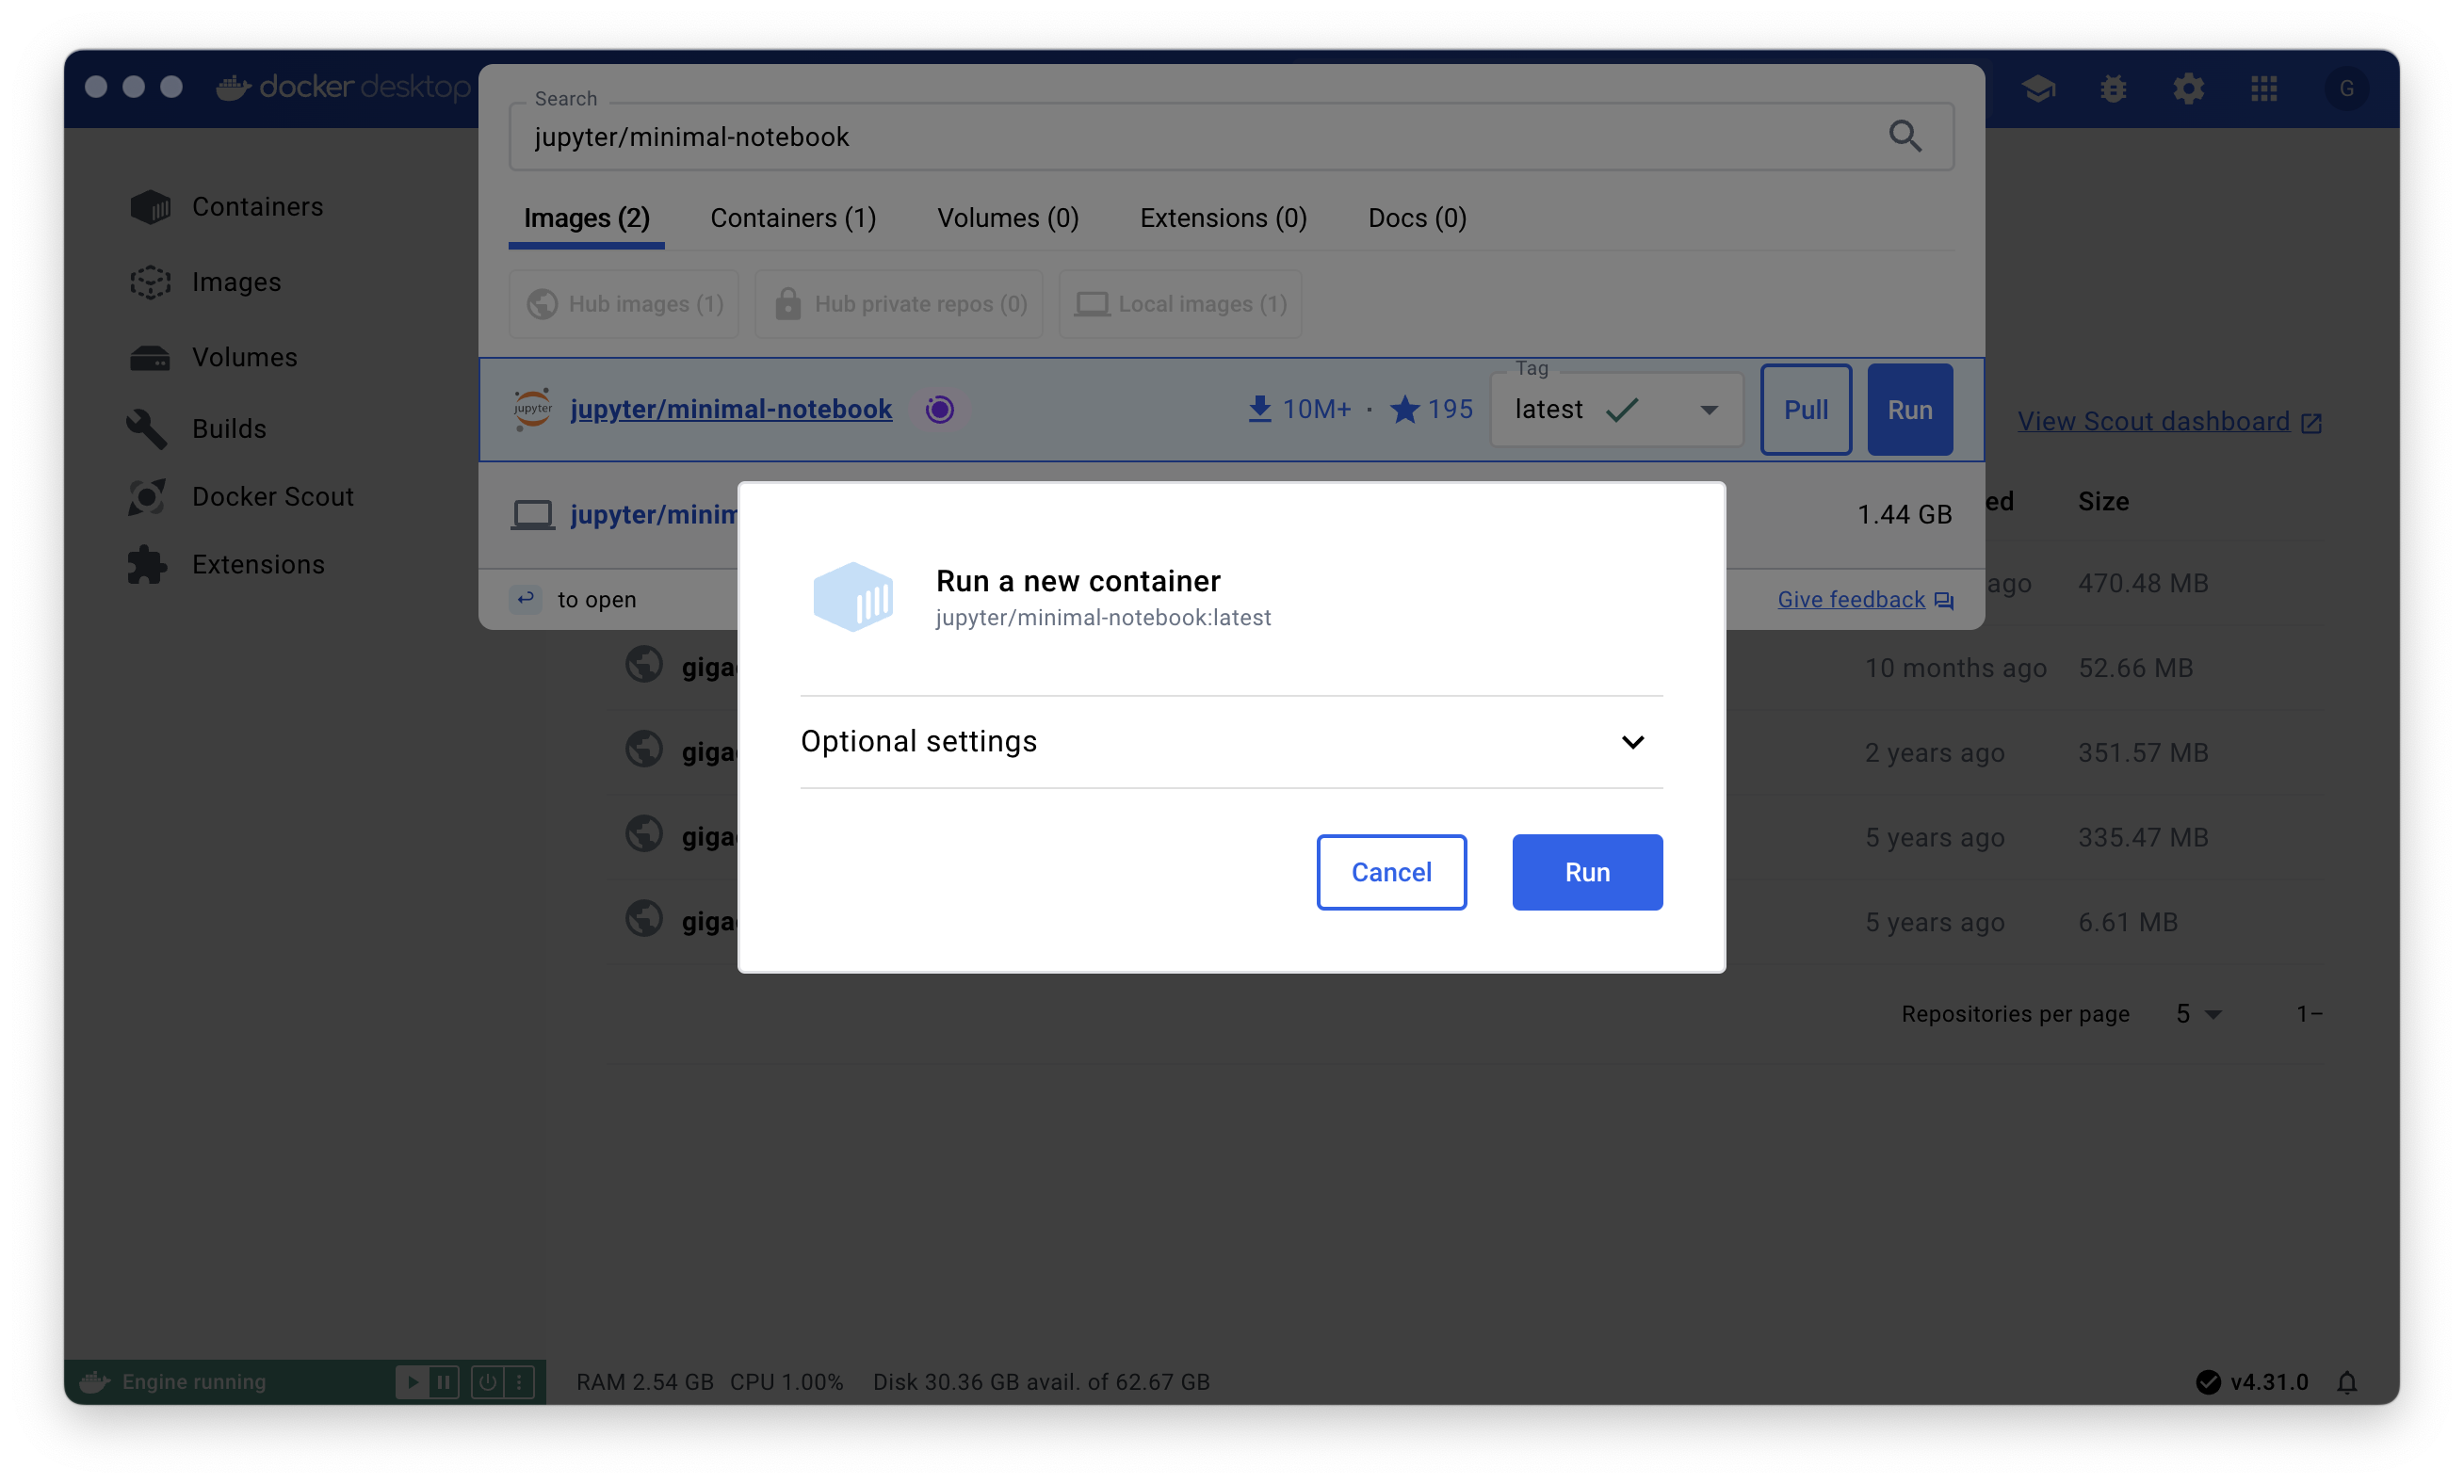 docker desktop
G
Search
jupyter/minimal-notebook
Images (2)
Containers (1)
Volumes (0)
Extensions (0)
Docs (0)
Hub images (1)
Hub private repos (0)
Local images (1)
Containers
Images
Volumes
Builds
Docker Scout
Extensions
jupyter
jupyter/minimal-notebook
10M+ · 195
Tag
latest
Pull
Run
View Scout dashboard
jupyter/minim
1.44 GB
ed
Size
to open
Give feedback
ago
470.48 MB
Run a new container
jupyter/minimal-notebook:latest
Optional settings
Cancel
Run
giga
10 months ago
52.66 MB
giga
2 years ago
351.57 MB
giga
5 years ago
335.47 MB
giga
5 years ago
6.61 MB
Repositories per page
5
1–
Engine running
RAM 2.54 GB CPU 1.00% Disk 30.36 GB avail. of 62.67 GB
v4.31.0